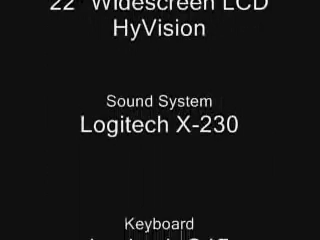 22" Widescreen LCD
HyVision
Sound System
Logitech X-230
Keyboard